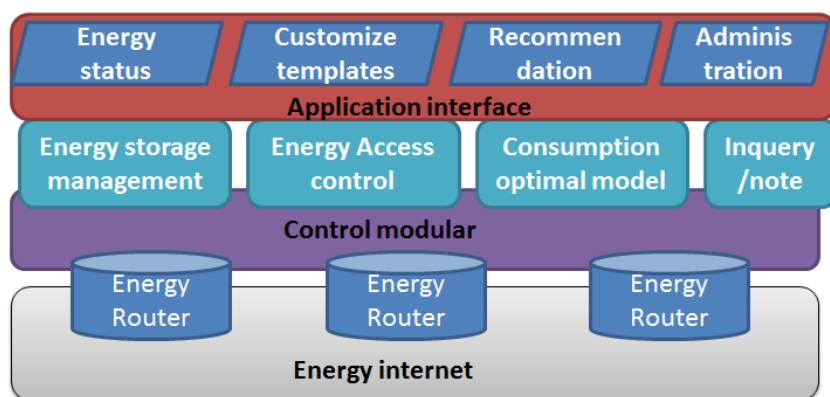 Energy
status
Customize
templates
Recommen
dation
Adminis
tration
Application interface
Energy storage
management
Energy Access
control
Consumption
optimal model
Inquery
/note
Control modular
Energy
Router
Energy
Router
Energy
Router
Energy internet